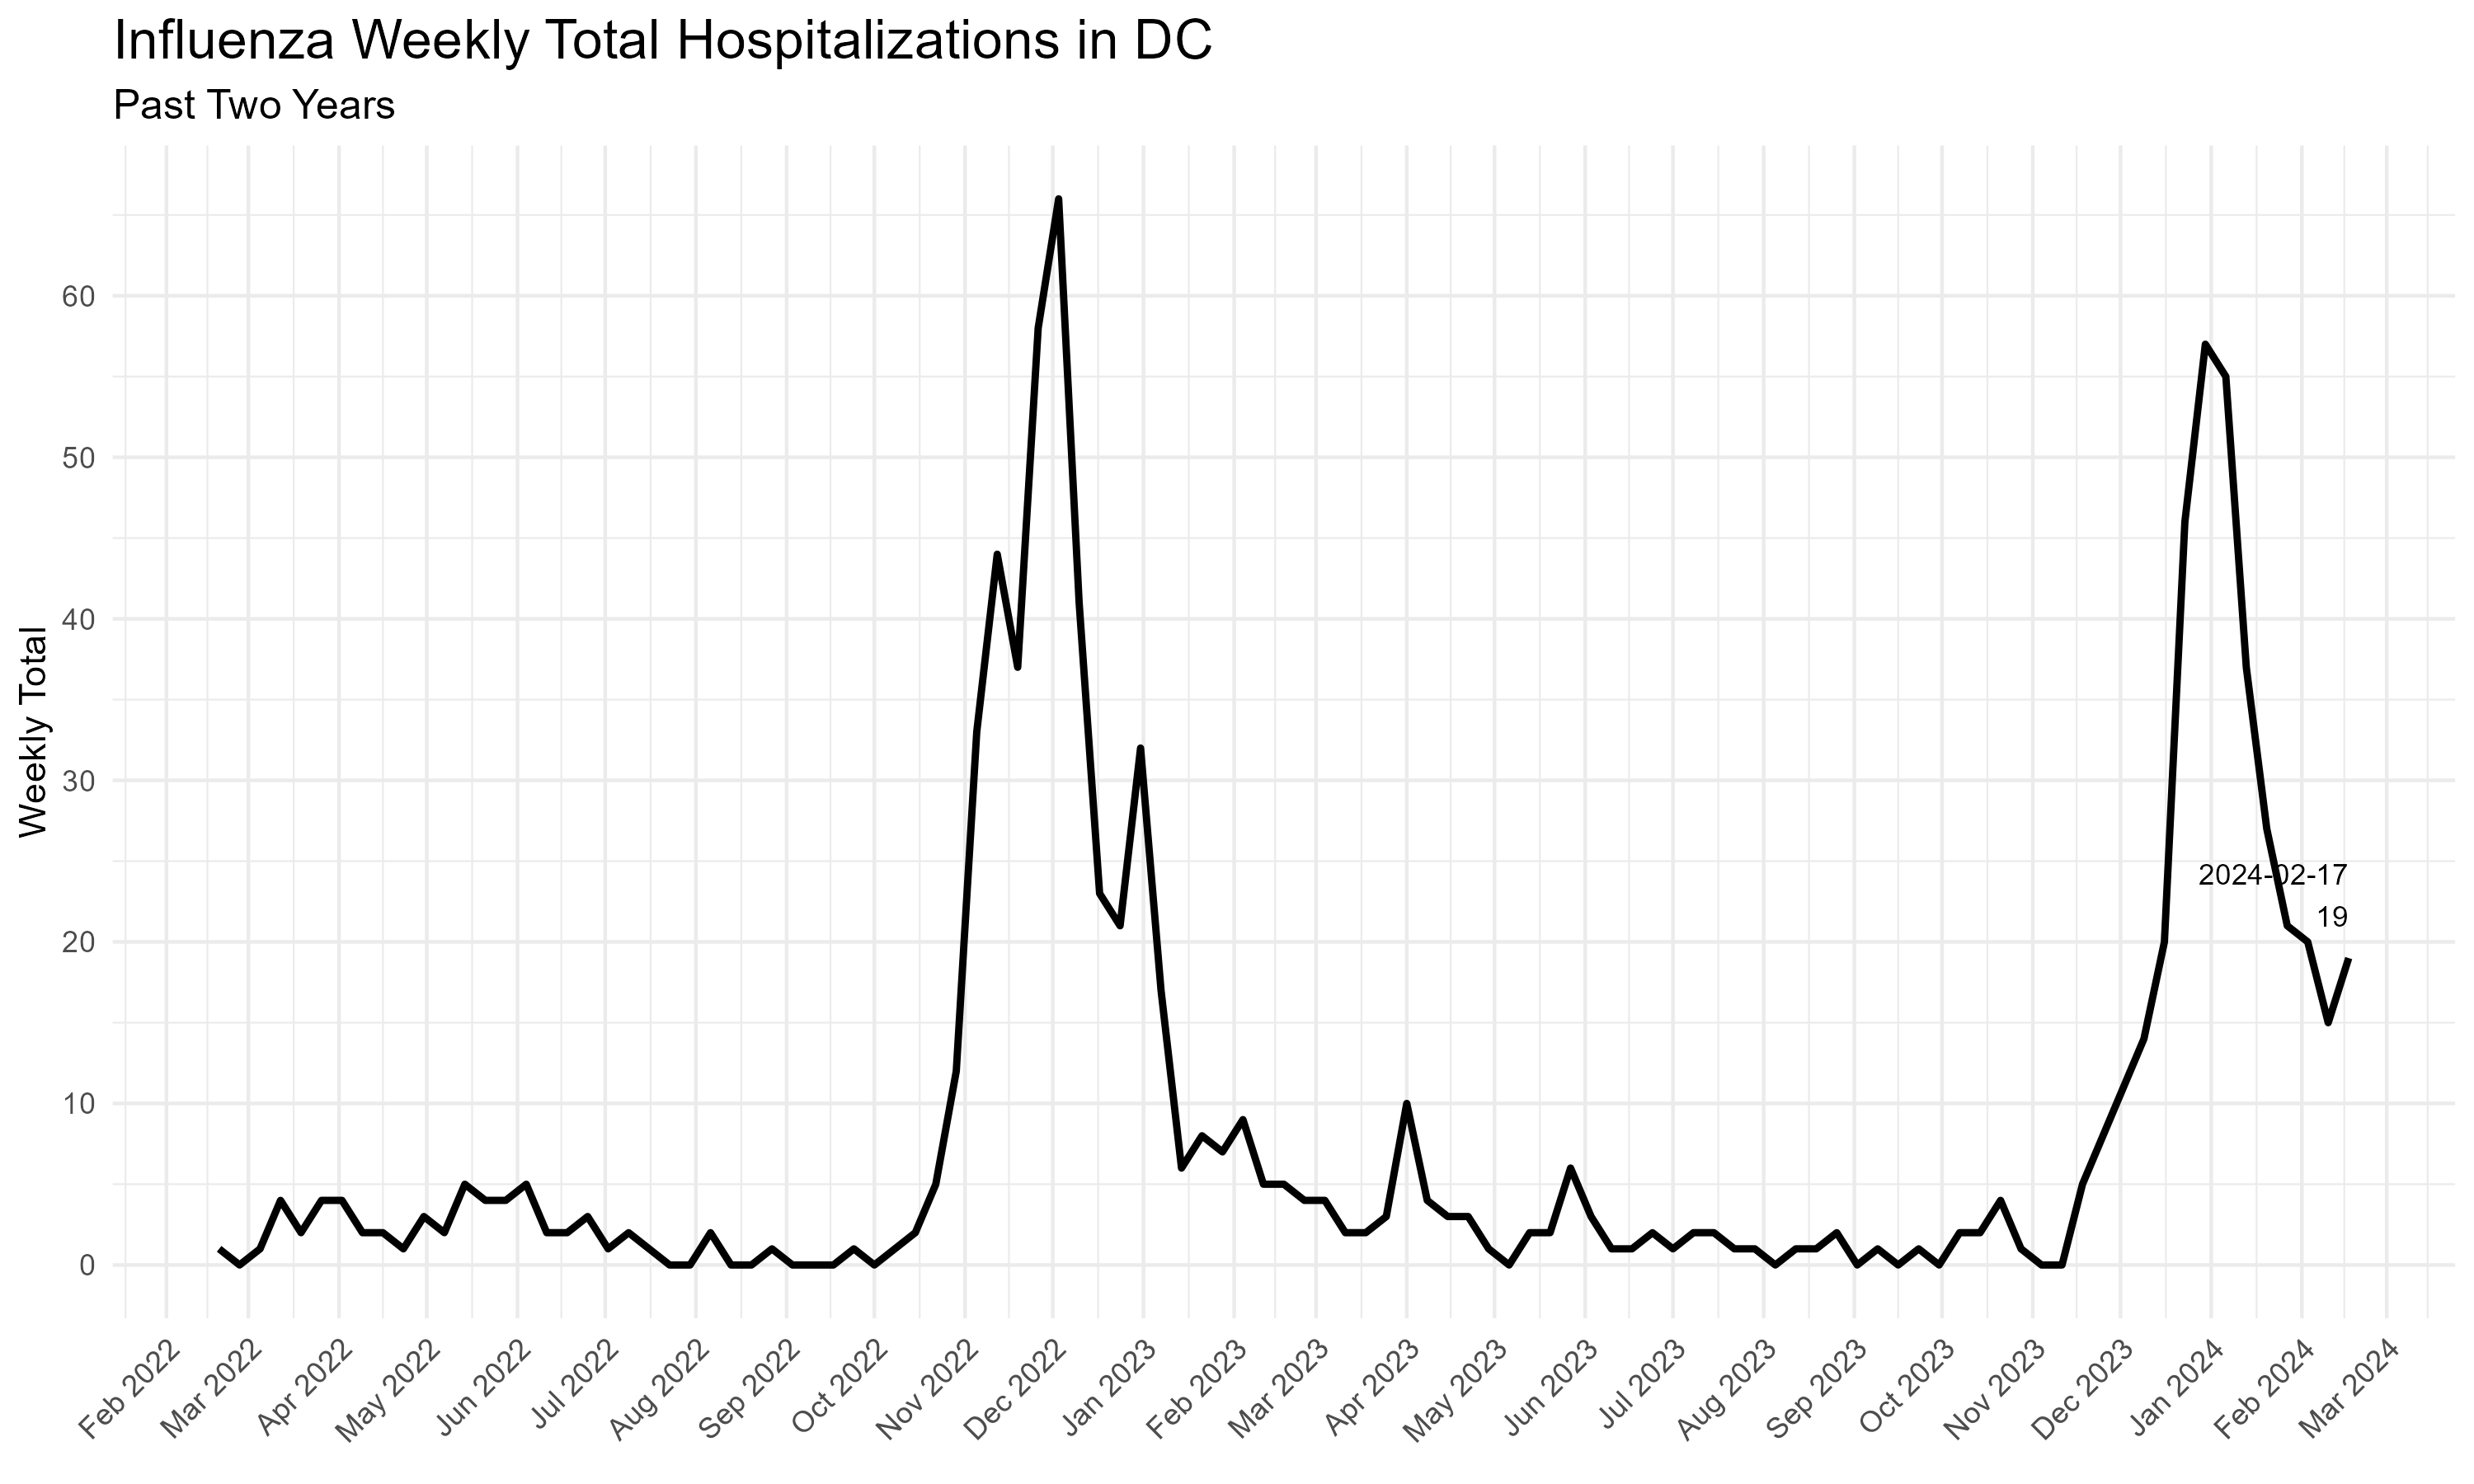 Influenza Weekly Total Hospitalizations in DC
Past Two Years
Weekly Total
60
50
40
30
20
10
0
2024-02-17
19
Feb 2022
Mar 2022
Apr 2022
May 2022
Jun 2022
Jul 2022
Aug 2022
Sep 2022
Oct 2022
Nov 2022
Dec 2022
Jan 2023
Feb 2023
Mar 2023
Apr 2023
May 2023
Jun 2023
Jul 2023
Aug 2023
Sep 2023
Oct 2023
Nov 2023
Dec 2023
Jan 2024
Feb 2024
Mar 2024